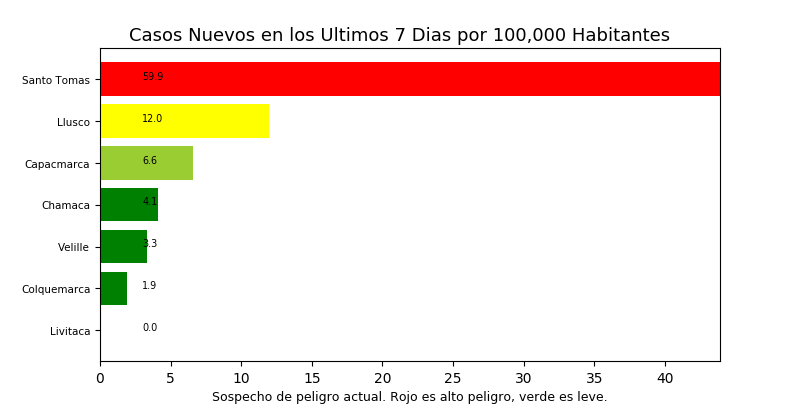 Casos Nuevos en los Ultimos 7 Dias por 100,000 Habitantes
Santo Tomas 59.9
Llusco 12.0
Capacmarca 6.6
Chamaca 4.1
Velille 3.3
Colquemarca 1.9
Livitaca 0.0
0 5 10 15 20 25 30 35 40
Sospecho de peligro actual. Rojo es alto peligro, verde es leve.